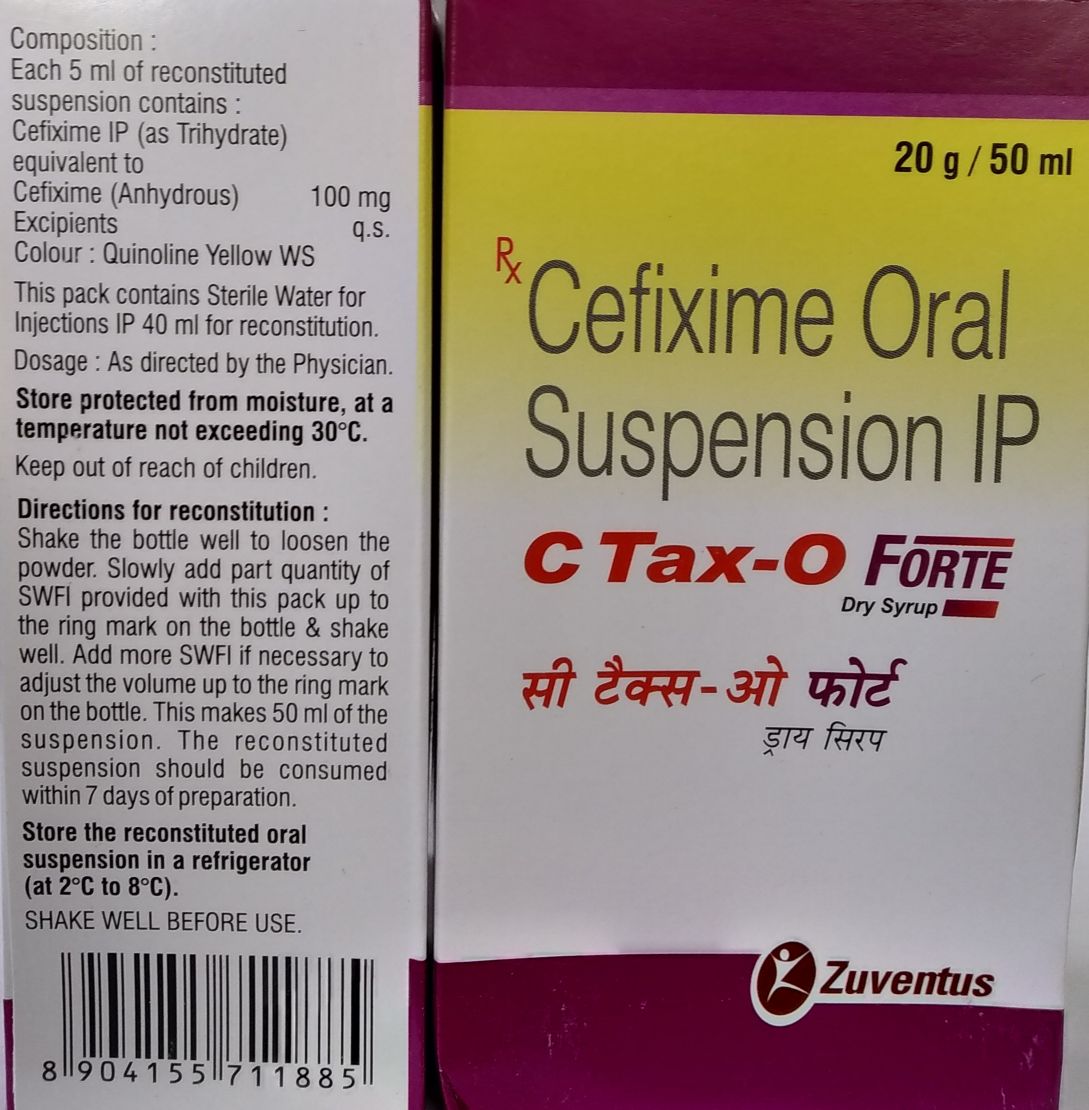 Composition :
Each 5 ml of reconstituted
suspension contains :
Cefixime IP (as Trihydrate)
equivalent to
Cefixime (Anhydrous) 100 mg
Excipients q.s.
Colour : Quinoline Yellow WS
This pack contains Sterile Water for
Injections IP 40 ml for reconstitution.
Dosage : As directed by the Physician.
Store protected from moisture, at a
temperature not exceeding 30°C.
Keep out of reach of children.
Directions for reconstitution :
Shake the bottle well to loosen the
powder. Slowly add part quantity of
SWFI provided with this pack up to
the ring mark on the bottle & shake
well. Add more SWFI if necessary to
adjust the volume up to the ring mark
on the bottle. This makes 50 ml of the
suspension. The reconstituted
suspension should be consumed
within 7 days of preparation.
Store the reconstituted oral
suspension in a refrigerator
(at 2°C to 8°C).
SHAKE WELL BEFORE USE.
8 904155 711885
20 g / 50 ml
Rx Cefixime Oral
Suspension IP
C Tax-O FORTE
Dry Syrup
सी टैक्स-ओ फोर्ट
ड्राय सिरप
Zuventus